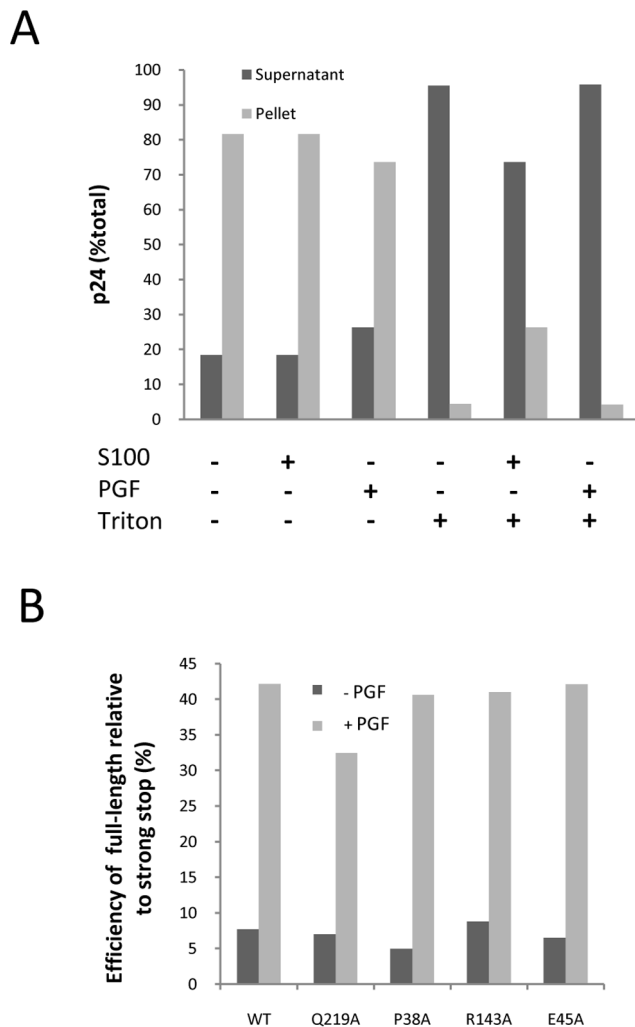 A
100
90
80
70
60
50
40
30
20
10
0
p24 (%total)
Supernatant
Pellet
S100 - + - - + -
PGF - - + - - +
Triton - - - + + +
B
45
40
35
30
25
20
15
10
5
0
Efficiency of full-length relative
to strong stop (%)
- PGF
+ PGF
WT Q219A P38A R143A E45A